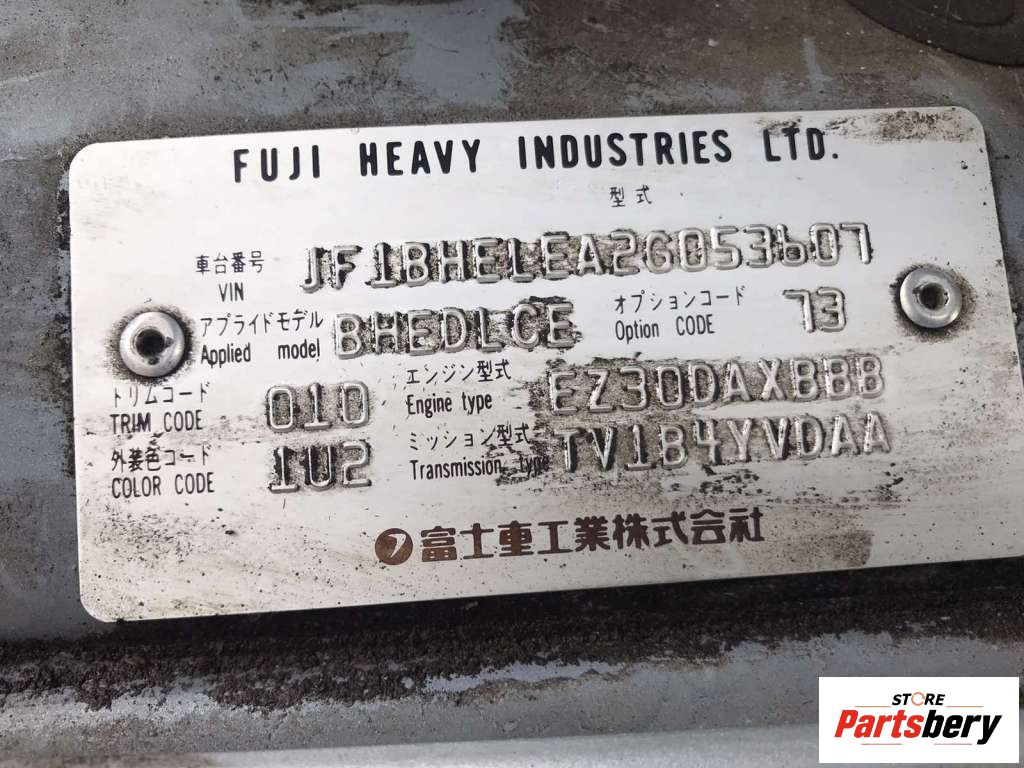 FUJI HEAVY INDUSTRIES LTD.
型式
車台番号 VIN JF1BHELEA2G053607
アプライドモデル Applied model BHEDLCE オプションコード Option CODE 73
トリムコード TRIM CODE 010 エンジン型式 Engine type EZ30DAXBBB
外装色コード COLOR CODE 1U2 ミッション型式 Transmission type TV1B4YVDAA
富士重工業株式会社
STORE
Partsbery